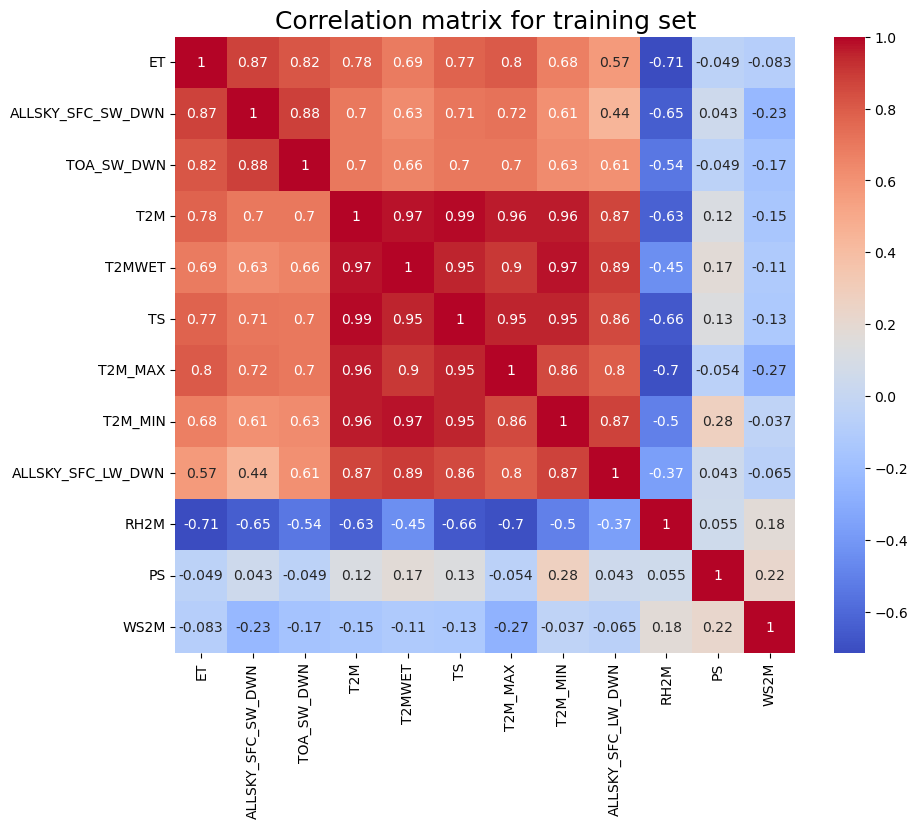 Correlation matrix for training set
ET 1 0.87 0.82 0.78 0.69 0.77 0.8 0.68 0.57 -0.71 -0.049 -0.083
ALLSKY_SFC_SW_DWN 0.87 1 0.88 0.7 0.63 0.71 0.72 0.61 0.44 -0.65 0.043 -0.23
TOA_SW_DWN 0.82 0.88 1 0.7 0.66 0.7 0.7 0.63 0.61 -0.54 -0.049 -0.17
T2M 0.78 0.7 0.7 1 0.97 0.99 0.96 0.96 0.87 -0.63 0.12 -0.15
T2MWET 0.69 0.63 0.66 0.97 1 0.95 0.9 0.97 0.89 -0.45 0.17 -0.11
TS 0.77 0.71 0.7 0.99 0.95 1 0.95 0.95 0.86 -0.66 0.13 -0.13
T2M_MAX 0.8 0.72 0.7 0.96 0.9 0.95 1 0.86 0.8 -0.7 -0.054 -0.27
T2M_MIN 0.68 0.61 0.63 0.96 0.97 0.95 0.86 1 0.87 -0.5 0.28 -0.037
ALLSKY_SFC_LW_DWN 0.57 0.44 0.61 0.87 0.89 0.86 0.8 0.87 1 -0.37 0.043 -0.065
RH2M -0.71 -0.65 -0.54 -0.63 -0.45 -0.66 -0.7 -0.5 -0.37 1 0.055 0.18
PS -0.049 0.043 -0.049 0.12 0.17 0.13 -0.054 0.28 0.043 0.055 1 0.22
WS2M -0.083 -0.23 -0.17 -0.15 -0.11 -0.13 -0.27 -0.037 -0.065 0.18 0.22 1
ET
ALLSKY_SFC_SW_DWN
TOA_SW_DWN
T2M
T2MWET
TS
T2M_MAX
T2M_MIN
ALLSKY_SFC_LW_DWN
RH2M
PS
WS2M
1.0
0.8
0.6
0.4
0.2
0.0
−0.2
−0.4
−0.6